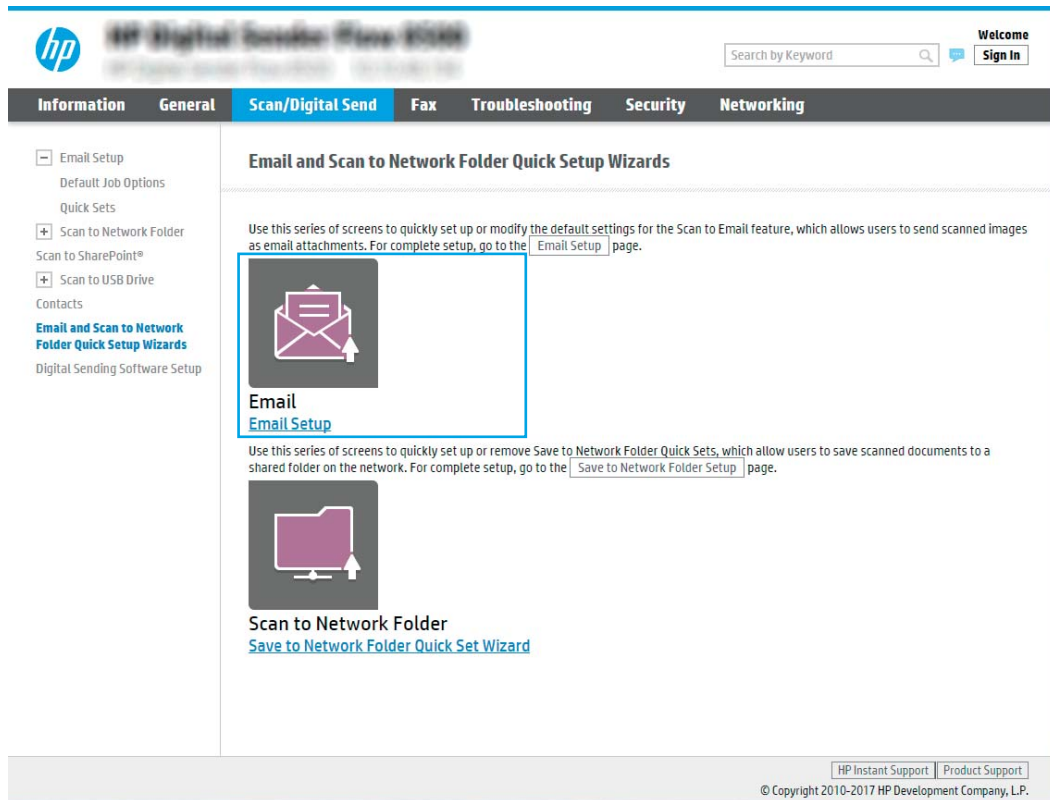 hp
Welcome
Search by Keyword
Sign In
Information General Scan/Digital Send Fax Troubleshooting Security Networking
Email Setup
Default Job Options
Quick Sets
Scan to Network Folder
Scan to SharePoint®
Scan to USB Drive
Contacts
Email and Scan to Network
Folder Quick Setup Wizards
Digital Sending Software Setup
Email and Scan to Network Folder Quick Setup Wizards
Use this series of screens to quickly set up or modify the default settings for the Scan to Email feature, which allows users to send scanned images
as email attachments. For complete setup, go to the Email Setup page.
Email
Email Setup
Use this series of screens to quickly set up or remove Save to Network Folder Quick Sets, which allow users to save scanned documents to a
shared folder on the network. For complete setup, go to the Save to Network Folder Setup page.
Scan to Network Folder
Save to Network Folder Quick Set Wizard
HP Instant Support Product Support
© Copyright 2010-2017 HP Development Company, L.P.